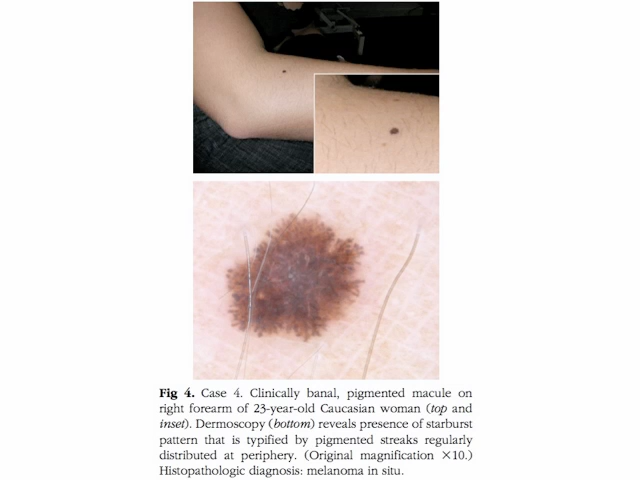 Fig 4. Case 4. Clinically banal, pigmented macule on
right forearm of 23-year-old Caucasian woman (top and
inset). Dermoscopy (bottom) reveals presence of starburst
pattern that is typified by pigmented streaks regularly
distributed at periphery. (Original magnification ×10.)
Histopathologic diagnosis: melanoma in situ.